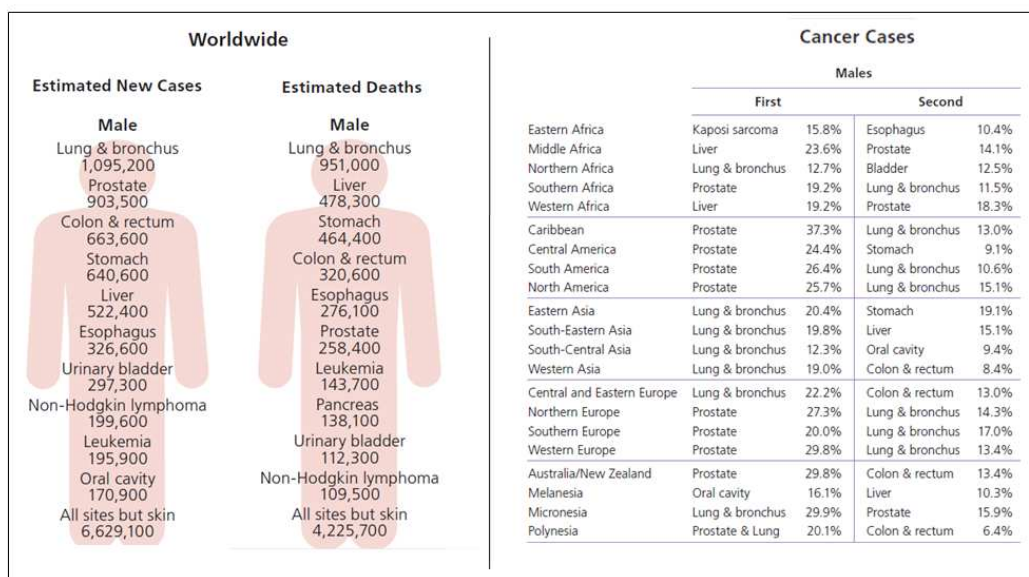 Worldwide
Estimated New Cases
Male
Lung & bronchus
1,095,200
Prostate
903,500
Colon & rectum
663,600
Stomach
640,600
Liver
522,400
Esophagus
326,600
Urinary bladder
297,300
Non-Hodgkin lymphoma
199,600
Leukemia
195,900
Oral cavity
170,900
All sites but skin
6,629,100
Estimated Deaths
Male
Lung & bronchus
951,000
Liver
478,300
Stomach
464,400
Colon & rectum
320,600
Esophagus
276,100
Prostate
258,400
Leukemia
143,700
Pancreas
138,100
Urinary bladder
112,300
Non-Hodgkin lymphoma
109,500
All sites but skin
4,225,700
Cancer Cases
Males
First Second
Eastern Africa Kaposi sarcoma 15.8% Esophagus 10.4%
Middle Africa Liver 23.6% Prostate 14.1%
Northern Africa Lung & bronchus 12.7% Bladder 12.5%
Southern Africa Prostate 19.2% Lung & bronchus 11.5%
Western Africa Liver 19.2% Prostate 18.3%
Caribbean Prostate 37.3% Lung & bronchus 13.0%
Central America Prostate 24.4% Stomach 9.1%
South America Prostate 26.4% Lung & bronchus 10.6%
North America Prostate 25.7% Lung & bronchus 15.1%
Eastern Asia Lung & bronchus 20.4% Stomach 19.1%
South-Eastern Asia Lung & bronchus 19.8% Liver 15.1%
South-Central Asia Lung & bronchus 12.3% Oral cavity 9.4%
Western Asia Lung & bronchus 19.0% Colon & rectum 8.4%
Central and Eastern Europe Lung & bronchus 22.2% Colon & rectum 13.0%
Northern Europe Prostate 27.3% Lung & bronchus 14.3%
Southern Europe Prostate 20.0% Lung & bronchus 17.0%
Western Europe Prostate 29.8% Lung & bronchus 13.4%
Australia/New Zealand Prostate 29.8% Colon & rectum 13.4%
Melanesia Oral cavity 16.1% Liver 10.3%
Micronesia Lung & bronchus 29.9% Prostate 15.9%
Polynesia Prostate & Lung 20.1% Colon & rectum 6.4%